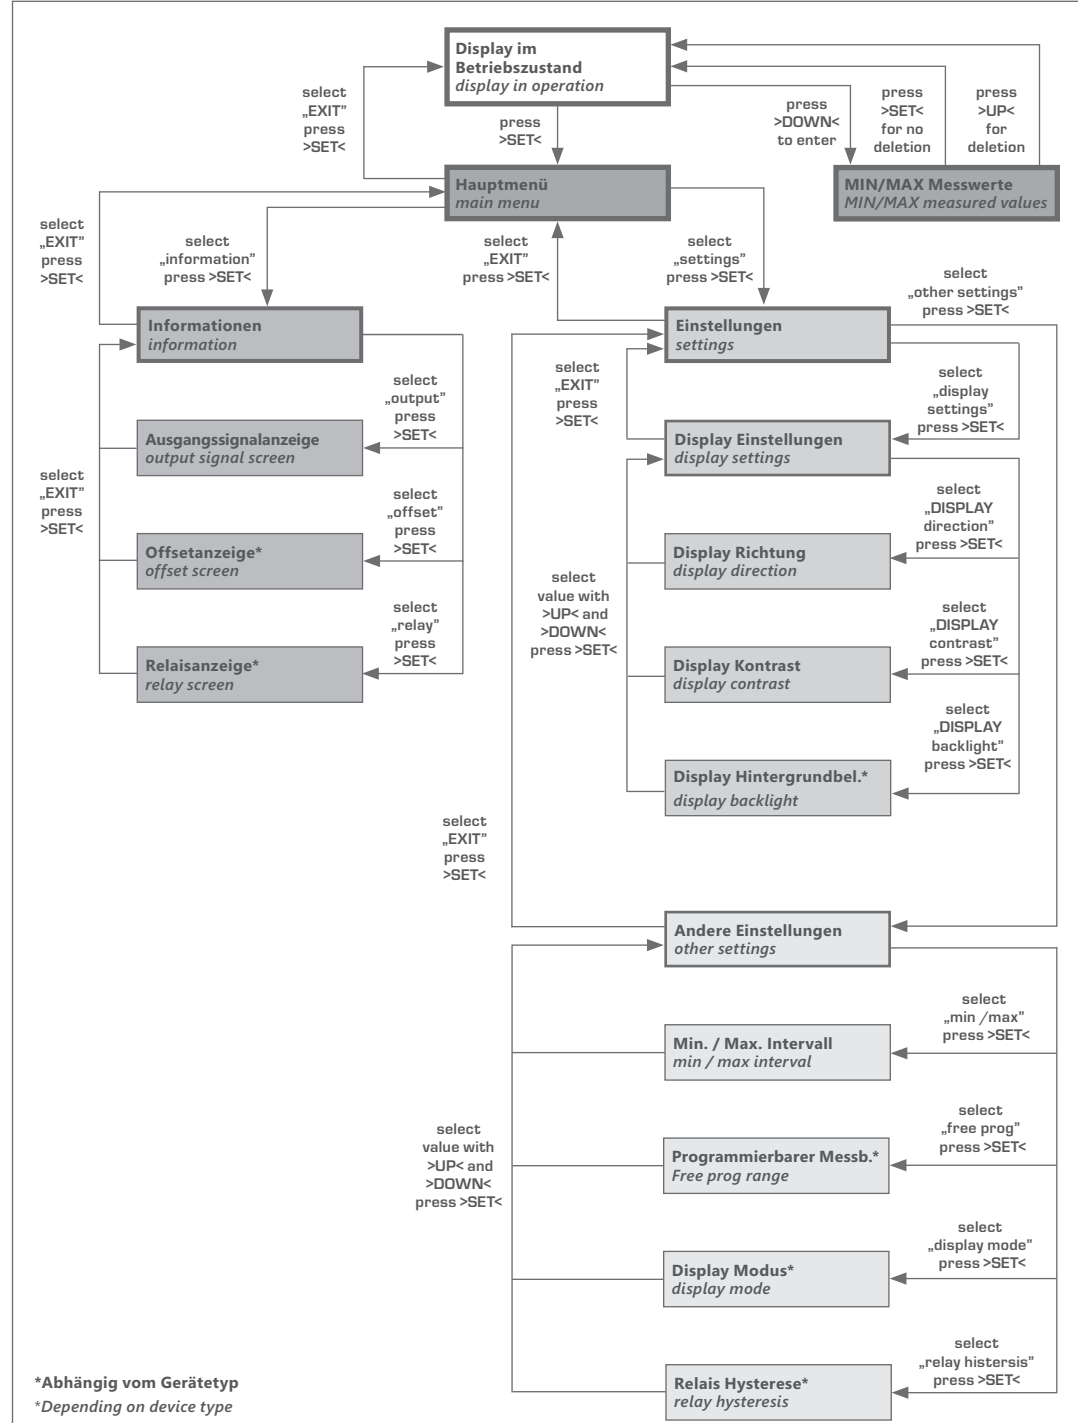 Display im
Betriebszustand
display in operation
select
„EXIT”
press
>SET<
press
>SET<
press
>DOWN<
to enter
press
>SET<
for no
deletion
press
>UP<
for
deletion
Hauptmenü
main menu
MIN/MAX Messwerte
MIN/MAX measured values
select
„EXIT”
press
>SET<
select
„information”
press >SET<
select
„EXIT”
press >SET<
select
„settings”
press >SET<
select
„other settings”
press >SET<
Informationen
information
Einstellungen
settings
select
„output”
press
>SET<
select
„EXIT”
press
>SET<
select
„display
settings”
press >SET<
Ausgangssignalanzeige
output signal screen
Display Einstellungen
display settings
select
„EXIT”
press
>SET<
select
„offset”
press
>SET<
select
„DISPLAY
direction”
press >SET<
Offsetanzeige*
offset screen
Display Richtung
display direction
select
value with
>UP< and
>DOWN<
press >SET<
select
„relay”
press
>SET<
select
„DISPLAY
contrast”
press >SET<
Relaisanzeige*
relay screen
Display Kontrast
display contrast
select
„DISPLAY
backlight”
press >SET<
Display Hintergrundbel.*
display backlight
select
„EXIT”
press
>SET<
Andere Einstellungen
other settings
select
„min /max”
press >SET<
Min. / Max. Intervall
min / max interval
select
„free prog”
press >SET<
select
value with
>UP< and
>DOWN<
press >SET<
Programmierbarer Messb.*
Free prog range
select
„display mode”
press >SET<
Display Modus*
display mode
select
„relay histersis”
press >SET<
Relais Hysterese*
relay hysteresis
*Abhängig vom Gerätetyp
*Depending on device type